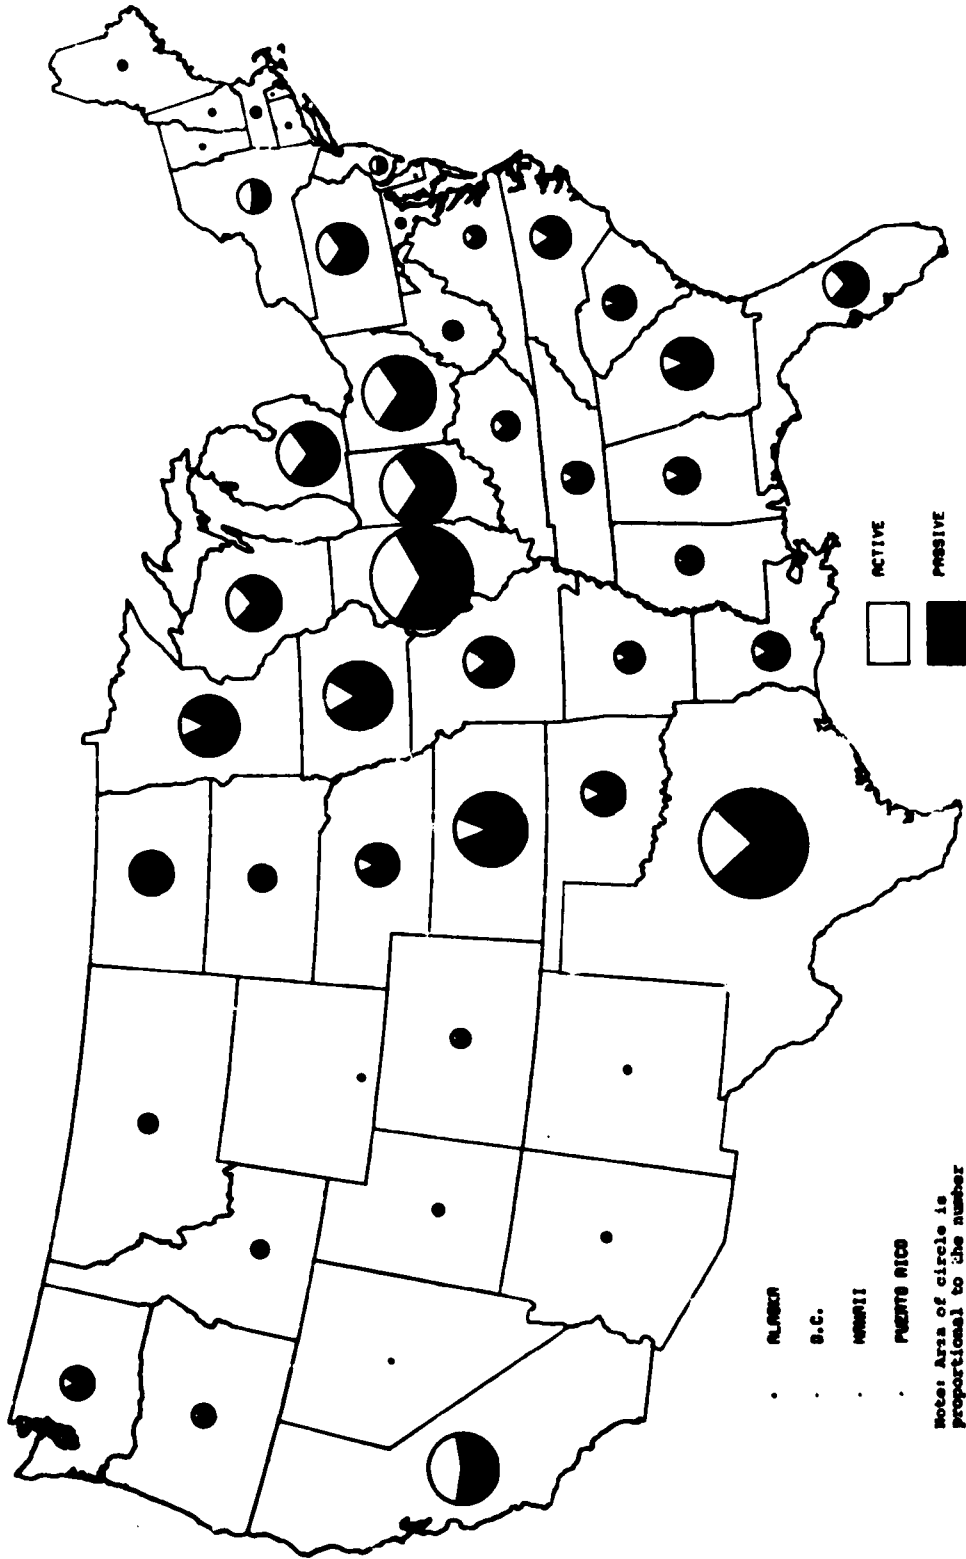 ALASKA
D.C.
HAWAII
PUERTO RICO
Note: Area of circle is
proportional to the number
ACTIVE
PASSIVE